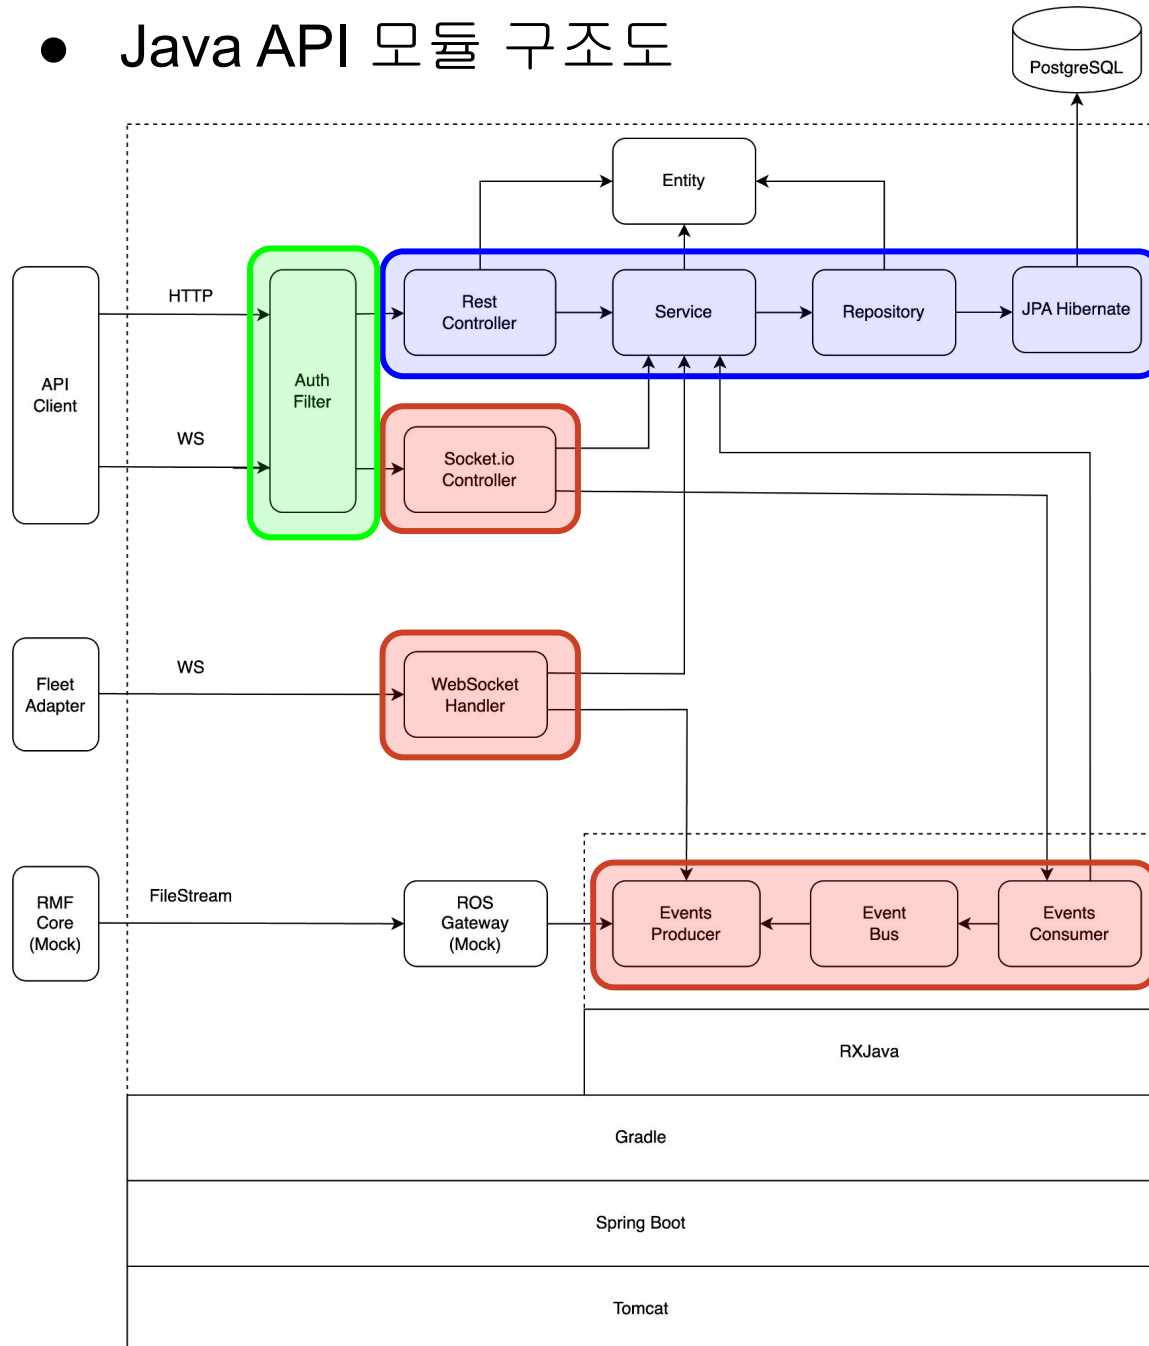 ● Java API 모듈 구조도
PostgreSQL
Entity
HTTP
Rest
Controller
Service
Repository
JPA Hibernate
API
Client
Auth
Filter
WS
Socket.io
Controller
Fleet
Adapter
WS
WebSocket
Handler
RMF
Core
(Mock)
FileStream
ROS
Gateway
(Mock)
Events
Producer
Event
Bus
Events
Consumer
RXJava
Gradle
Spring Boot
Tomcat